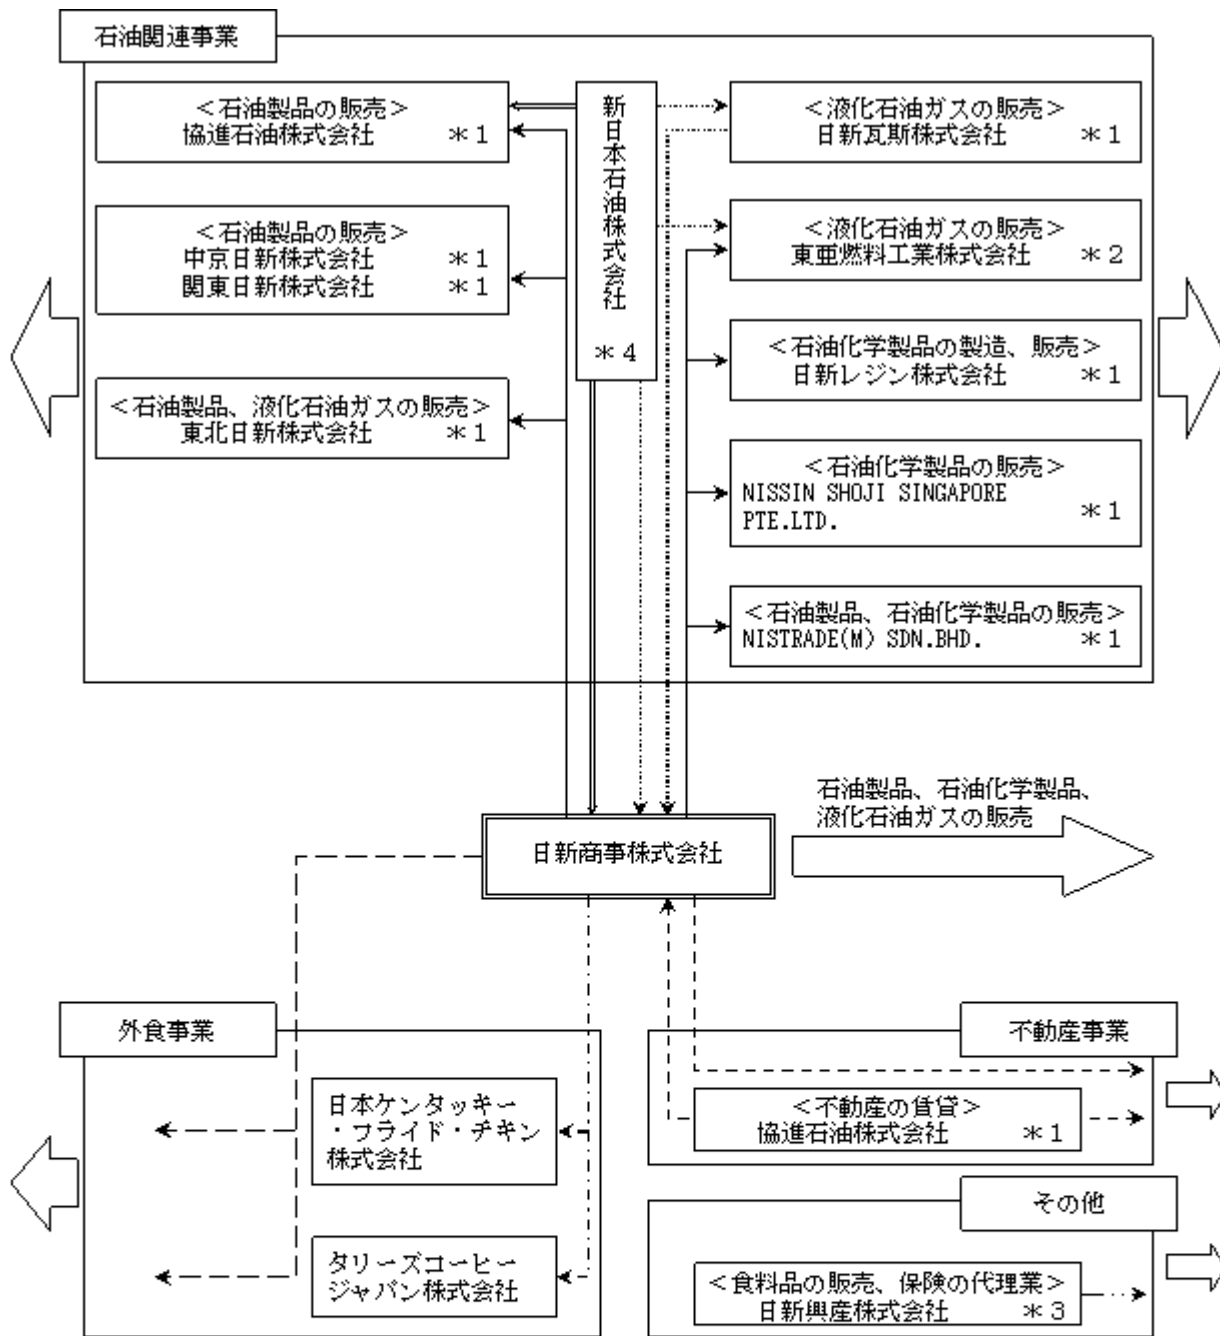 石油関連事業
<石油製品の販売>
協進石油株式会社 *1
<石油製品の販売>
中京日新株式会社 *1
関東日新株式会社 *1
<石油製品、液化石油ガスの販売>
東北日新株式会社 *1
新日本石油株式会社
*4
<液化石油ガスの販売>
日新瓦斯株式会社 *1
<液化石油ガスの販売>
東亜燃料工業株式会社 *2
<石油化学製品の製造、販売>
日新レジン株式会社 *1
<石油化学製品の販売>
NISSIN SHOJI SINGAPORE
PTE.LTD. *1
<石油製品、石油化学製品の販売>
NISTRADE(M) SDN.BHD. *1
石油製品、石油化学製品、
液化石油ガスの販売
日新商事株式会社
外食事業
日本ケンタッキー
・フライド・チキン
株式会社
タリーズコーヒー
ジャパン株式会社
不動産事業
<不動産の賃貸>
協進石油株式会社 *1
その他
<食料品の販売、保険の代理業>
日新興産株式会社 *3